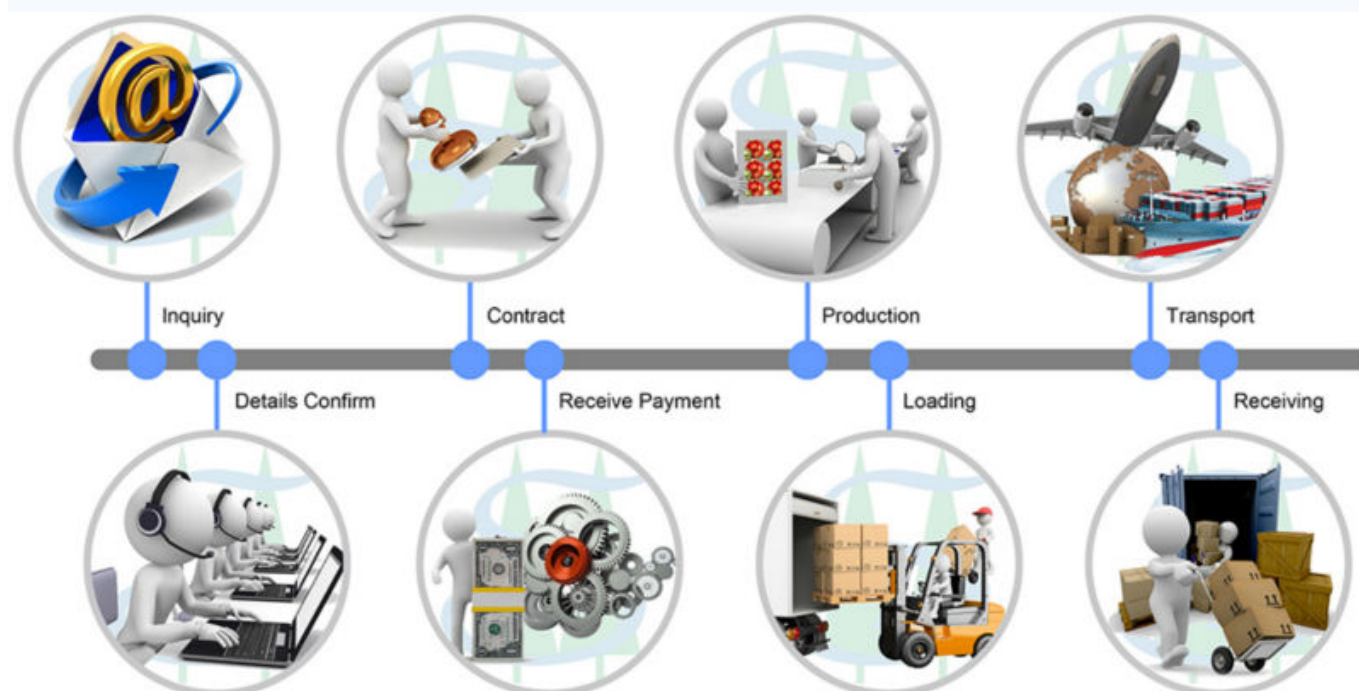 Inquiry
Contract
Production
Transport
Details Confirm
Receive Payment
Loading
Receiving